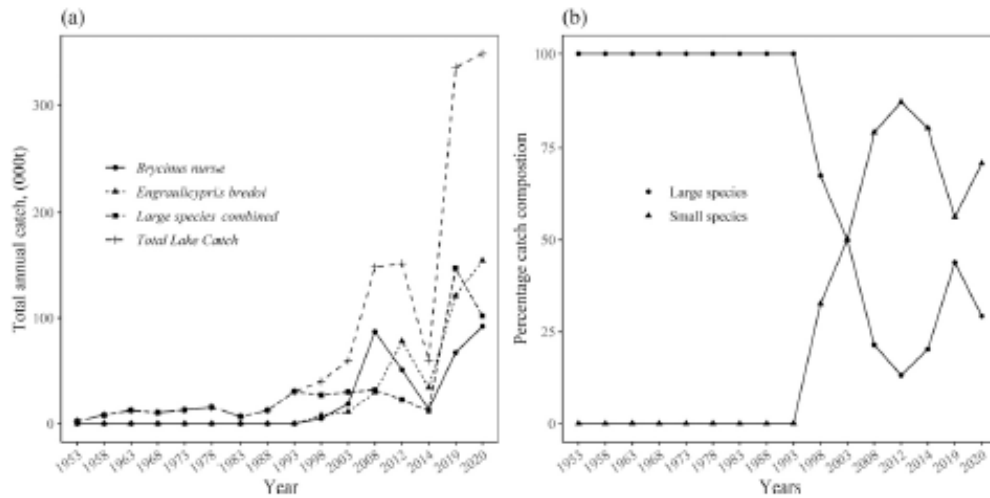 (a)
300
200
100
0
Total annual catch, (000t)
Brycinus nurse
Engraulicypris bredoi
Large species combined
Total Lake Catch
1953 1958 1963 1968 1973 1978 1983 1988 1993 1998 2003 2008 2012 2014 2019 2020
Year
(b)
100
75
50
25
0
Percentage catch compostion
Large species
Small species
1953 1958 1963 1968 1973 1978 1983 1988 1993 1998 2003 2008 2012 2014 2019 2020
Years